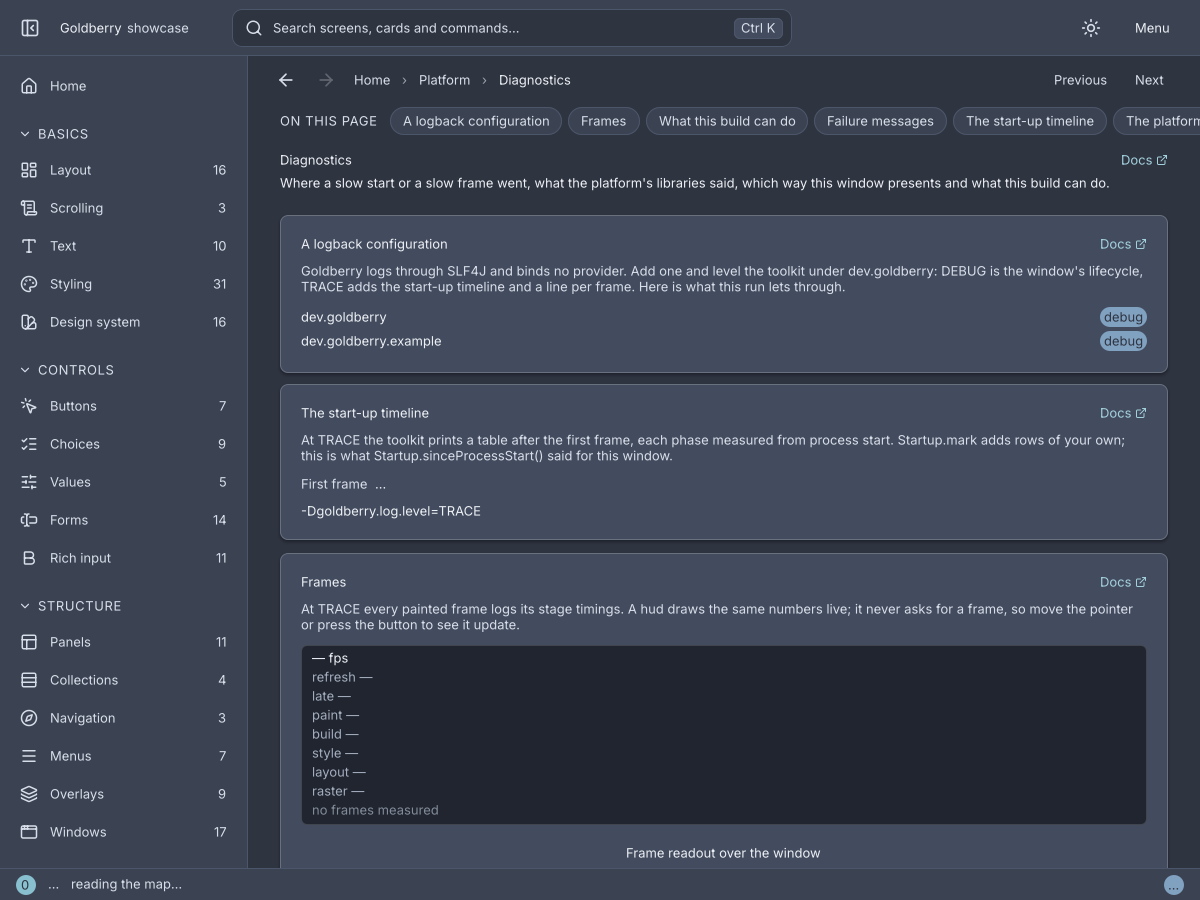 Goldberry showcase
Search screens, cards and commands...
Ctrl K
Menu
Home
BASICS
Layout 16
Scrolling 3
Text 10
Styling 31
Design system 16
CONTROLS
Buttons 7
Choices 9
Values 5
Forms 14
Rich input 11
STRUCTURE
Panels 11
Collections 4
Navigation 3
Menus 7
Overlays 9
Windows 17
Home › Platform › Diagnostics
Previous
Next
ON THIS PAGE
A logback configuration
Frames
What this build can do
Failure messages
The start-up timeline
The platform
Diagnostics
Docs
Where a slow start or a slow frame went, what the platform's libraries said, which way this window presents and what this build can do.
A logback configuration
Docs
Goldberry logs through SLF4J and binds no provider. Add one and level the toolkit under dev.goldberry: DEBUG is the window's lifecycle,
TRACE adds the start-up timeline and a line per frame. Here is what this run lets through.
dev.goldberry debug
dev.goldberry.example debug
The start-up timeline
Docs
At TRACE the toolkit prints a table after the first frame, each phase measured from process start. Startup.mark adds rows of your own;
this is what Startup.sinceProcessStart() said for this window.
First frame ...
-Dgoldberry.log.level=TRACE
Frames
Docs
At TRACE every painted frame logs its stage timings. A hud draws the same numbers live; it never asks for a frame, so move the pointer
or press the button to see it update.
— fps
refresh —
late —
paint —
build —
style —
layout —
raster —
no frames measured
Frame readout over the window
0 ... reading the map...
...